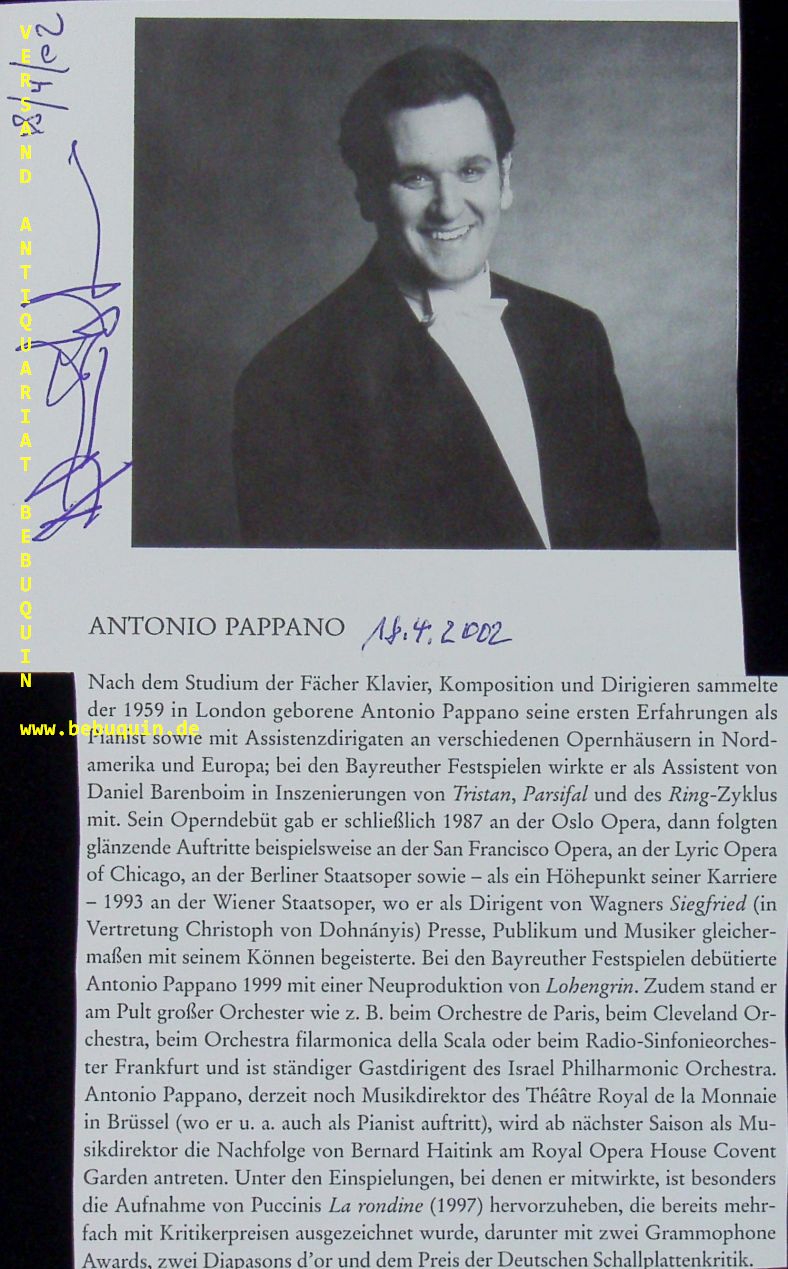 18/4/02
VERSAND ANTIQUARIAT BEBUQUIN
www.bebuquin.de
ANTONIO PAPPANO 18.4.2002
Nach dem Studium der Fächer Klavier, Komposition und Dirigieren sammelte
der 1959 in London geborene Antonio Pappano seine ersten Erfahrungen als
Pianist sowie mit Assistenzdirigaten an verschiedenen Opernhäusern in Nord-
amerika und Europa; bei den Bayreuther Festspielen wirkte er als Assistent von
Daniel Barenboim in Inszenierungen von Tristan, Parsifal und des Ring-Zyklus
mit. Sein Operndebüt gab er schließlich 1987 an der Oslo Opera, dann folgten
glänzende Auftritte beispielsweise an der San Francisco Opera, an der Lyric Opera
of Chicago, an der Berliner Staatsoper sowie – als ein Höhepunkt seiner Karriere
– 1993 an der Wiener Staatsoper, wo er als Dirigent von Wagners Siegfried (in
Vertretung Christoph von Dohnányis) Presse, Publikum und Musiker gleicher-
maßen mit seinem Können begeisterte. Bei den Bayreuther Festspielen debütierte
Antonio Pappano 1999 mit einer Neuproduktion von Lohengrin. Zudem stand er
am Pult großer Orchester wie z. B. beim Orchestre de Paris, beim Cleveland Or-
chestra, beim Orchestra filarmonica della Scala oder beim Radio-Sinfonieorches-
ter Frankfurt und ist ständiger Gastdirigent des Israel Philharmonic Orchestra.
Antonio Pappano, derzeit noch Musikdirektor des Théâtre Royal de la Monnaie
in Brüssel (wo er u. a. auch als Pianist auftritt), wird ab nächster Saison als Mu-
sikdirektor die Nachfolge von Bernard Haitink am Royal Opera House Covent
Garden antreten. Unter den Einspielungen, bei denen er mitwirkte, ist besonders
die Aufnahme von Puccinis La rondine (1997) hervorzuheben, die bereits mehr-
fach mit Kritikerpreisen ausgezeichnet wurde, darunter mit zwei Grammophone
Awards, zwei Diapasons d'or und dem Preis der Deutschen Schallplattenkritik.